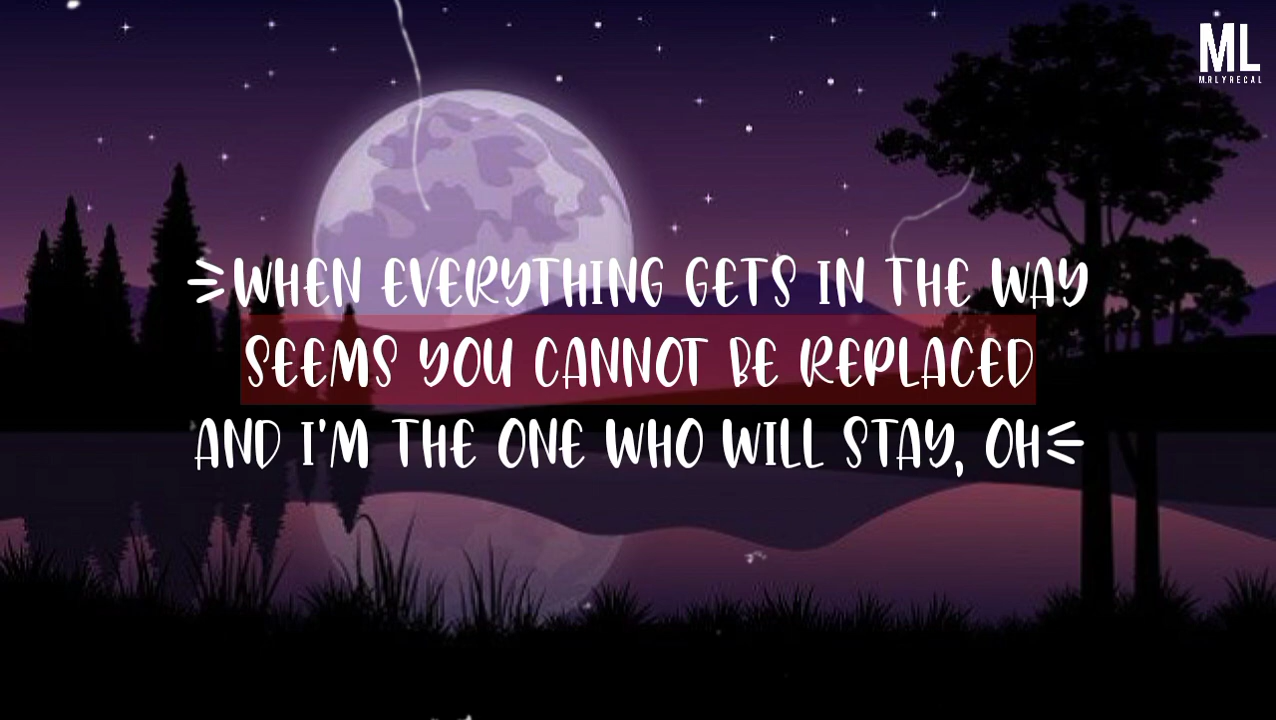 ML
MRLYRECAL
WHEN EVERYTHING GETS IN THE WAY
SEEMS YOU CANNOT BE REPLACED
AND I'M THE ONE WHO WILL STAY, OH